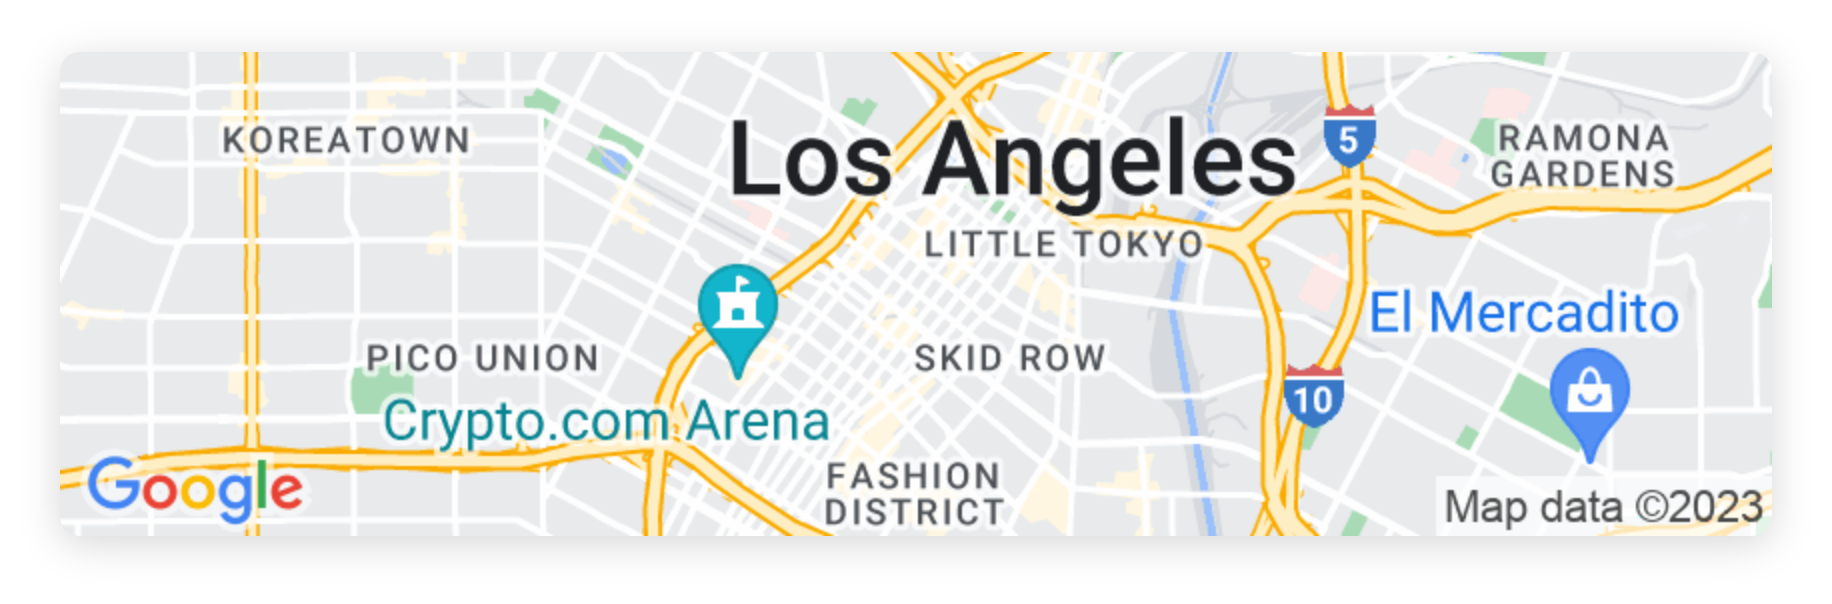 KOREATOWN
Los Angeles
5
RAMONA
GARDENS
LITTLE TOKYO
El Mercadito
PICO UNION
SKID ROW
10
Crypto.com Arena
FASHION
DISTRICT
Google
Map data ©2023